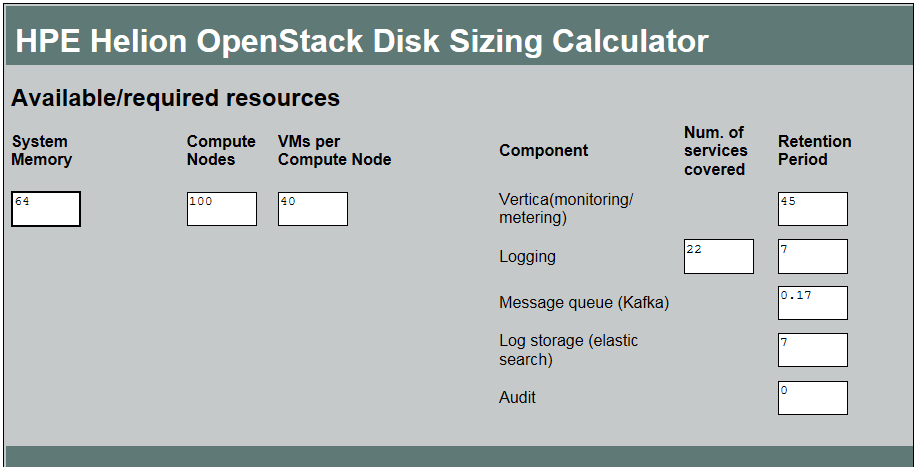 HPE Helion OpenStack Disk Sizing Calculator
Available/required resources
System
Memory
Compute
Nodes
VMs per
Compute Node
Component
Num. of
services
covered
Retention
Period
64
100
40
Vertica(monitoring/
metering)
45
Logging
22
7
Message queue (Kafka)
0.17
Log storage (elastic
search)
7
Audit
0